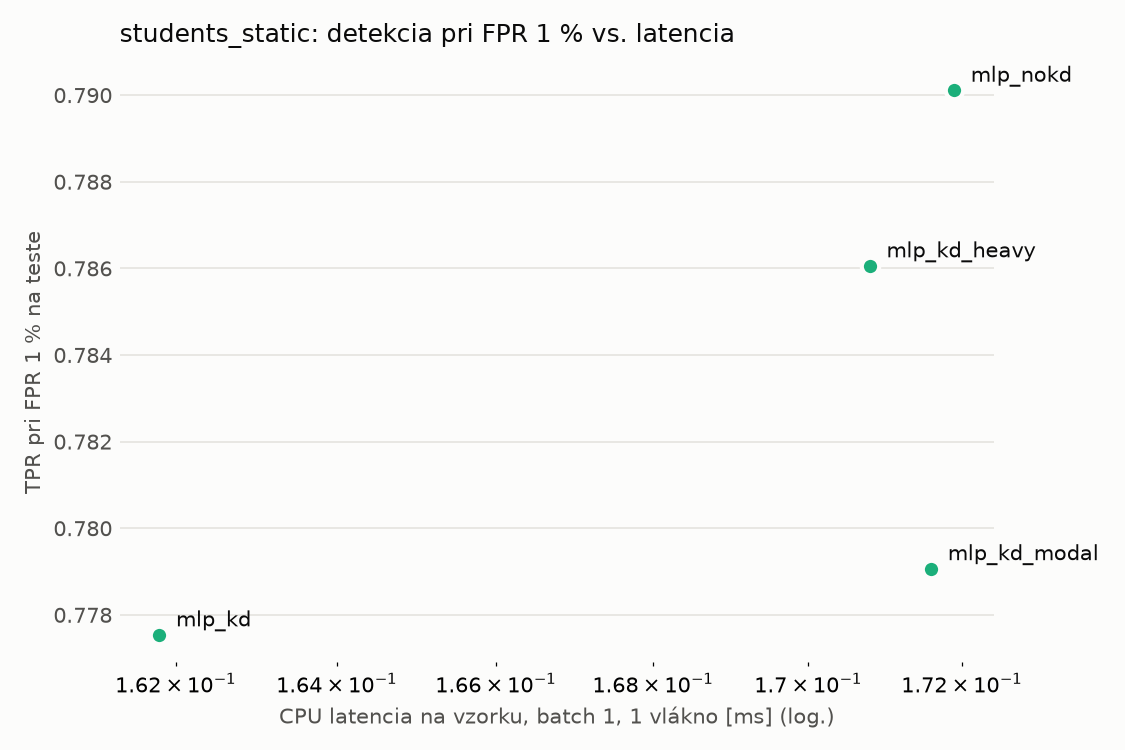 students_static: detekcia pri FPR 1 % vs. latencia
mlp_nokd
0.790
0.788
mlp_kd_heavy
0.786
0.784
0.782
0.780
mlp_kd_modal
0.778
mlp_kd
TPR pri FPR 1 % na teste
1.62 × 10⁻¹ 1.64 × 10⁻¹ 1.66 × 10⁻¹ 1.68 × 10⁻¹ 1.7 × 10⁻¹ 1.72 × 10⁻¹
CPU latencia na vzorku, batch 1, 1 vlákno [ms] (log.)